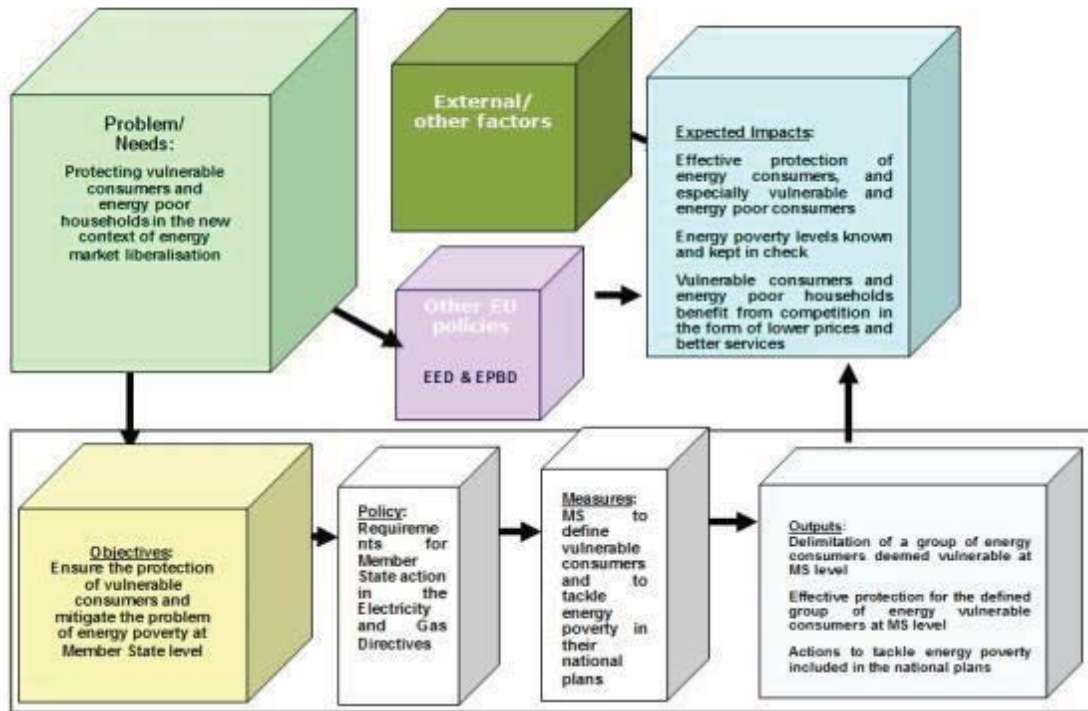 Problem/
Needs:
Protecting vulnerable
consumers and
energy poor
households in the new
context of energy
market liberalisation
External/
other factors
Expected Impacts:
Effective protection of
energy consumers, and
especially vulnerable and
energy poor consumers
Energy poverty levels known
and kept in check
Vulnerable consumers and
energy poor households
benefit from competition in
the form of lower prices and
better services
Other EU
policies
EED & EPBD
Objectives:
Ensure the protection
of vulnerable
consumers and
mitigate the problem
of energy poverty at
Member State level
Policy:
Requireme
nts for
Member
State action
in the
Electricity
and Gas
Directives
Measures:
MS to
define
vulnerable
consumers
and to
tackle
energy
poverty in
their
national
plans
Outputs:
Delimitation of a group of energy
consumers deemed vulnerable at
MS level
Effective protection for the defined
group of energy vulnerable
consumers at MS level
Actions to tackle energy poverty
included in the national plans